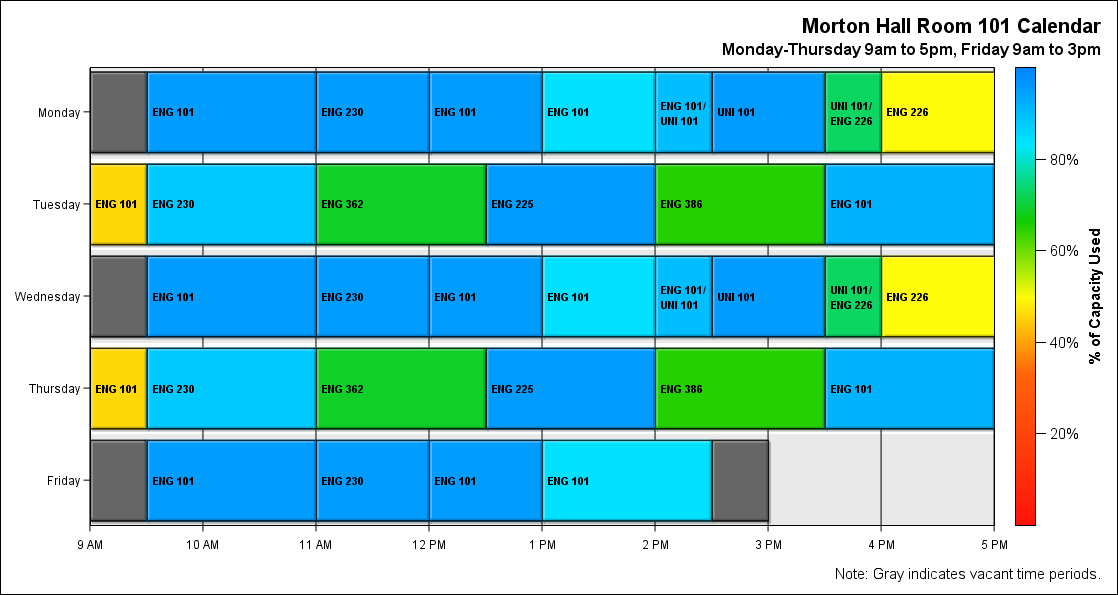 Morton Hall Room 101 Calendar
Monday-Thursday 9am to 5pm, Friday 9am to 3pm
Monday
ENG 101
ENG 230
ENG 101
ENG 101
ENG 101/
UNI 101
UNI 101
UNI 101/
ENG 226
ENG 226
Tuesday
ENG 101
ENG 230
ENG 362
ENG 225
ENG 386
ENG 101
Wednesday
ENG 101
ENG 230
ENG 101
ENG 101
ENG 101/
UNI 101
UNI 101
UNI 101/
ENG 226
ENG 226
Thursday
ENG 101
ENG 230
ENG 362
ENG 225
ENG 386
ENG 101
Friday
ENG 101
ENG 230
ENG 101
ENG 101
9 AM
10 AM
11 AM
12 PM
1 PM
2 PM
3 PM
4 PM
5 PM
80%
60%
40%
20%
% of Capacity Used
Note: Gray indicates vacant time periods.